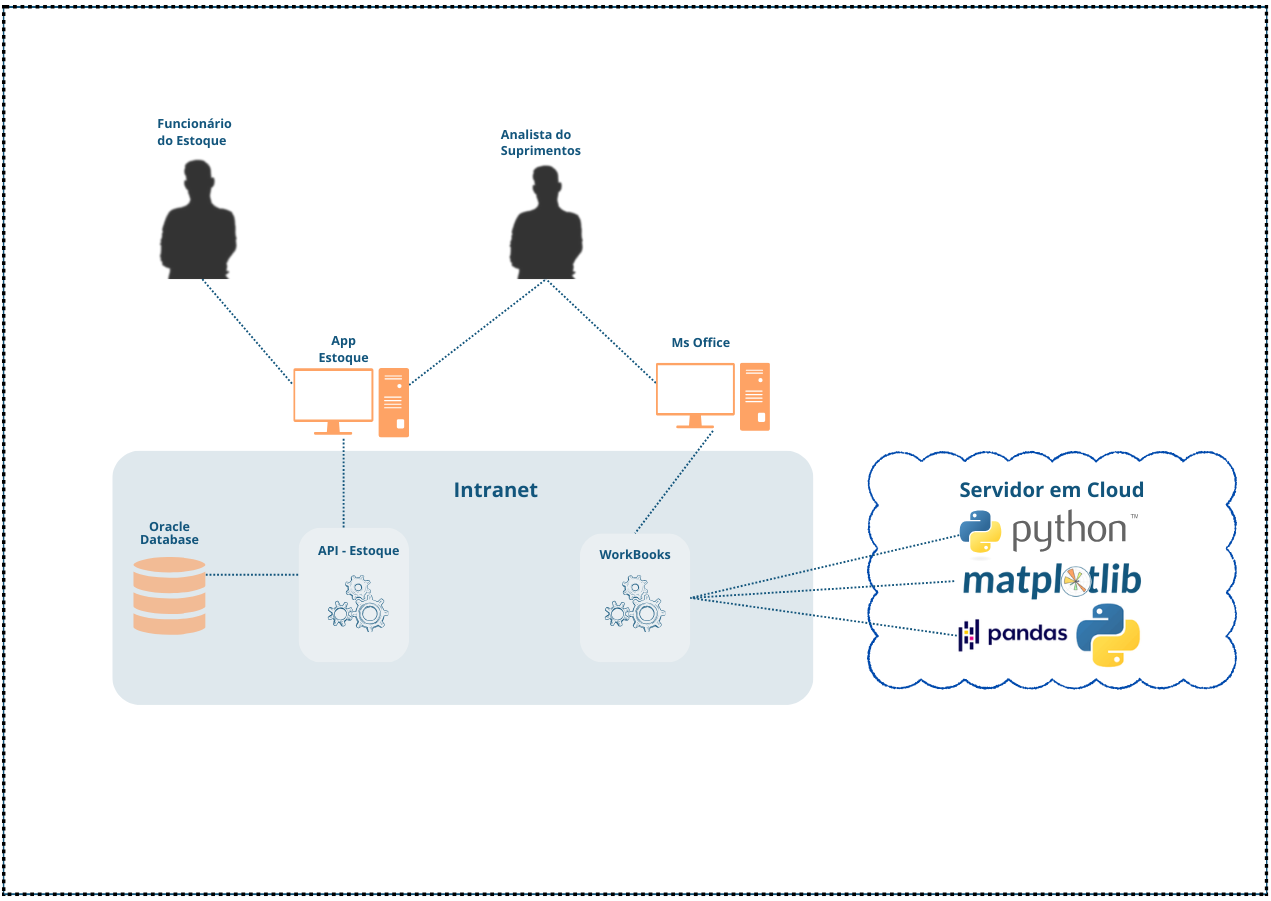 Funcionário
do Estoque
Analista do
Suprimentos
App
Estoque
Ms Office
Intranet
Servidor em Cloud
Oracle
Database
API - Estoque
WorkBooks
python™
matplotlib
pandas